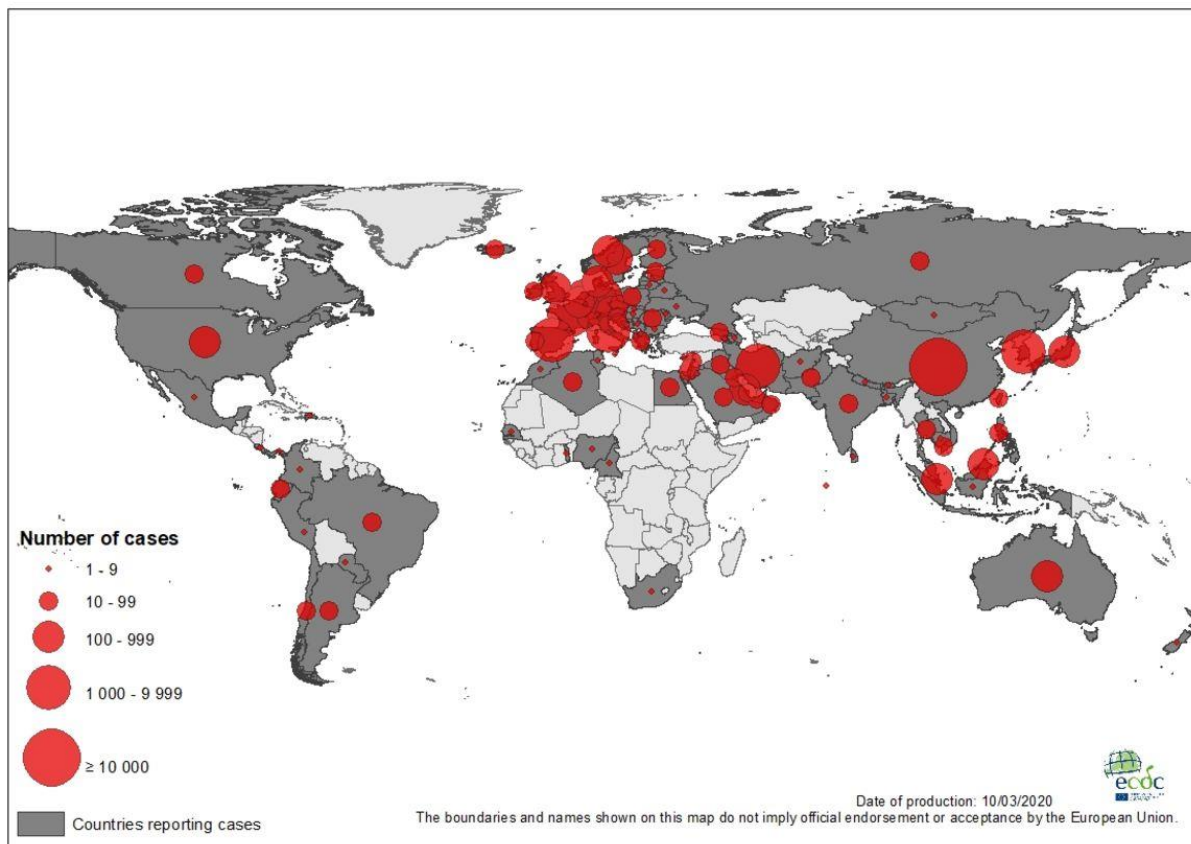 Number of cases
1 - 9
10 - 99
100 - 999
1 000 - 9 999
≥ 10 000
Countries reporting cases
ecdc
Date of production: 10/03/2020
The boundaries and names shown on this map do not imply official endorsement or acceptance by the European Union.